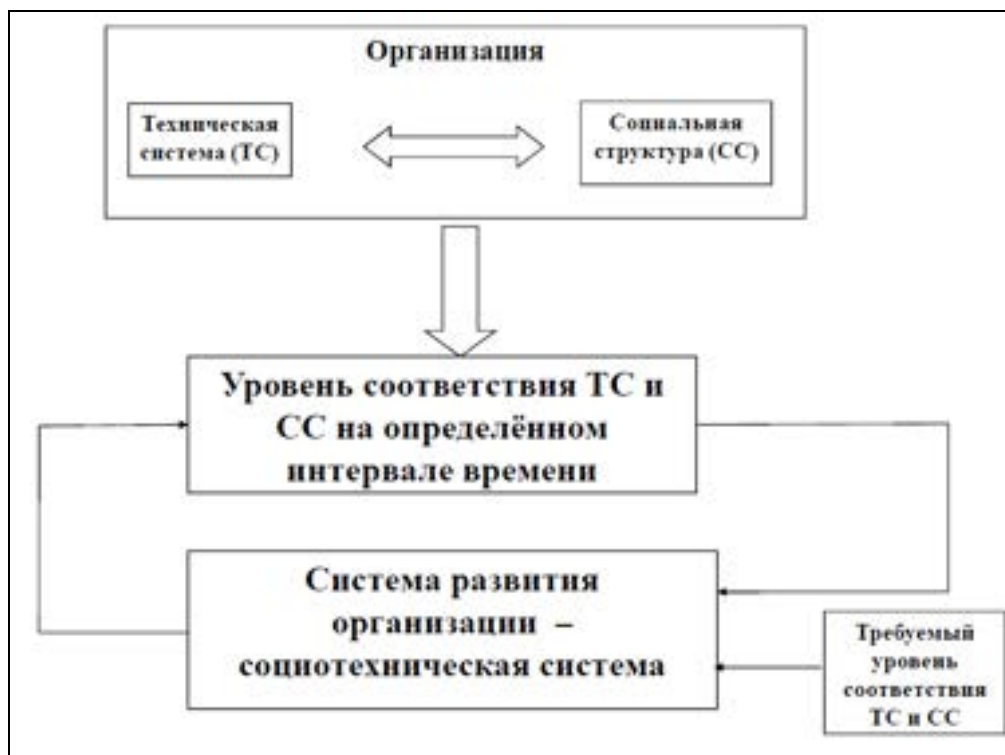 Организация
Техническая
система (ТС)
Социальная
структура (СС)
Уровень соответствия ТС и
СС на определённом
интервале времени
Система развития
организации –
социотехническая система
Требуемый
уровень
соответствия
ТС и СС